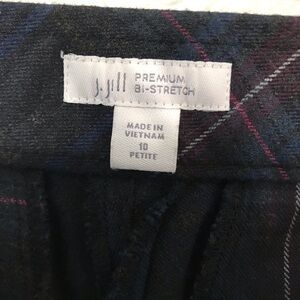 j.jill PREMIUM
BI-STRETCH
MADE IN
VIETNAM
10
PETITE